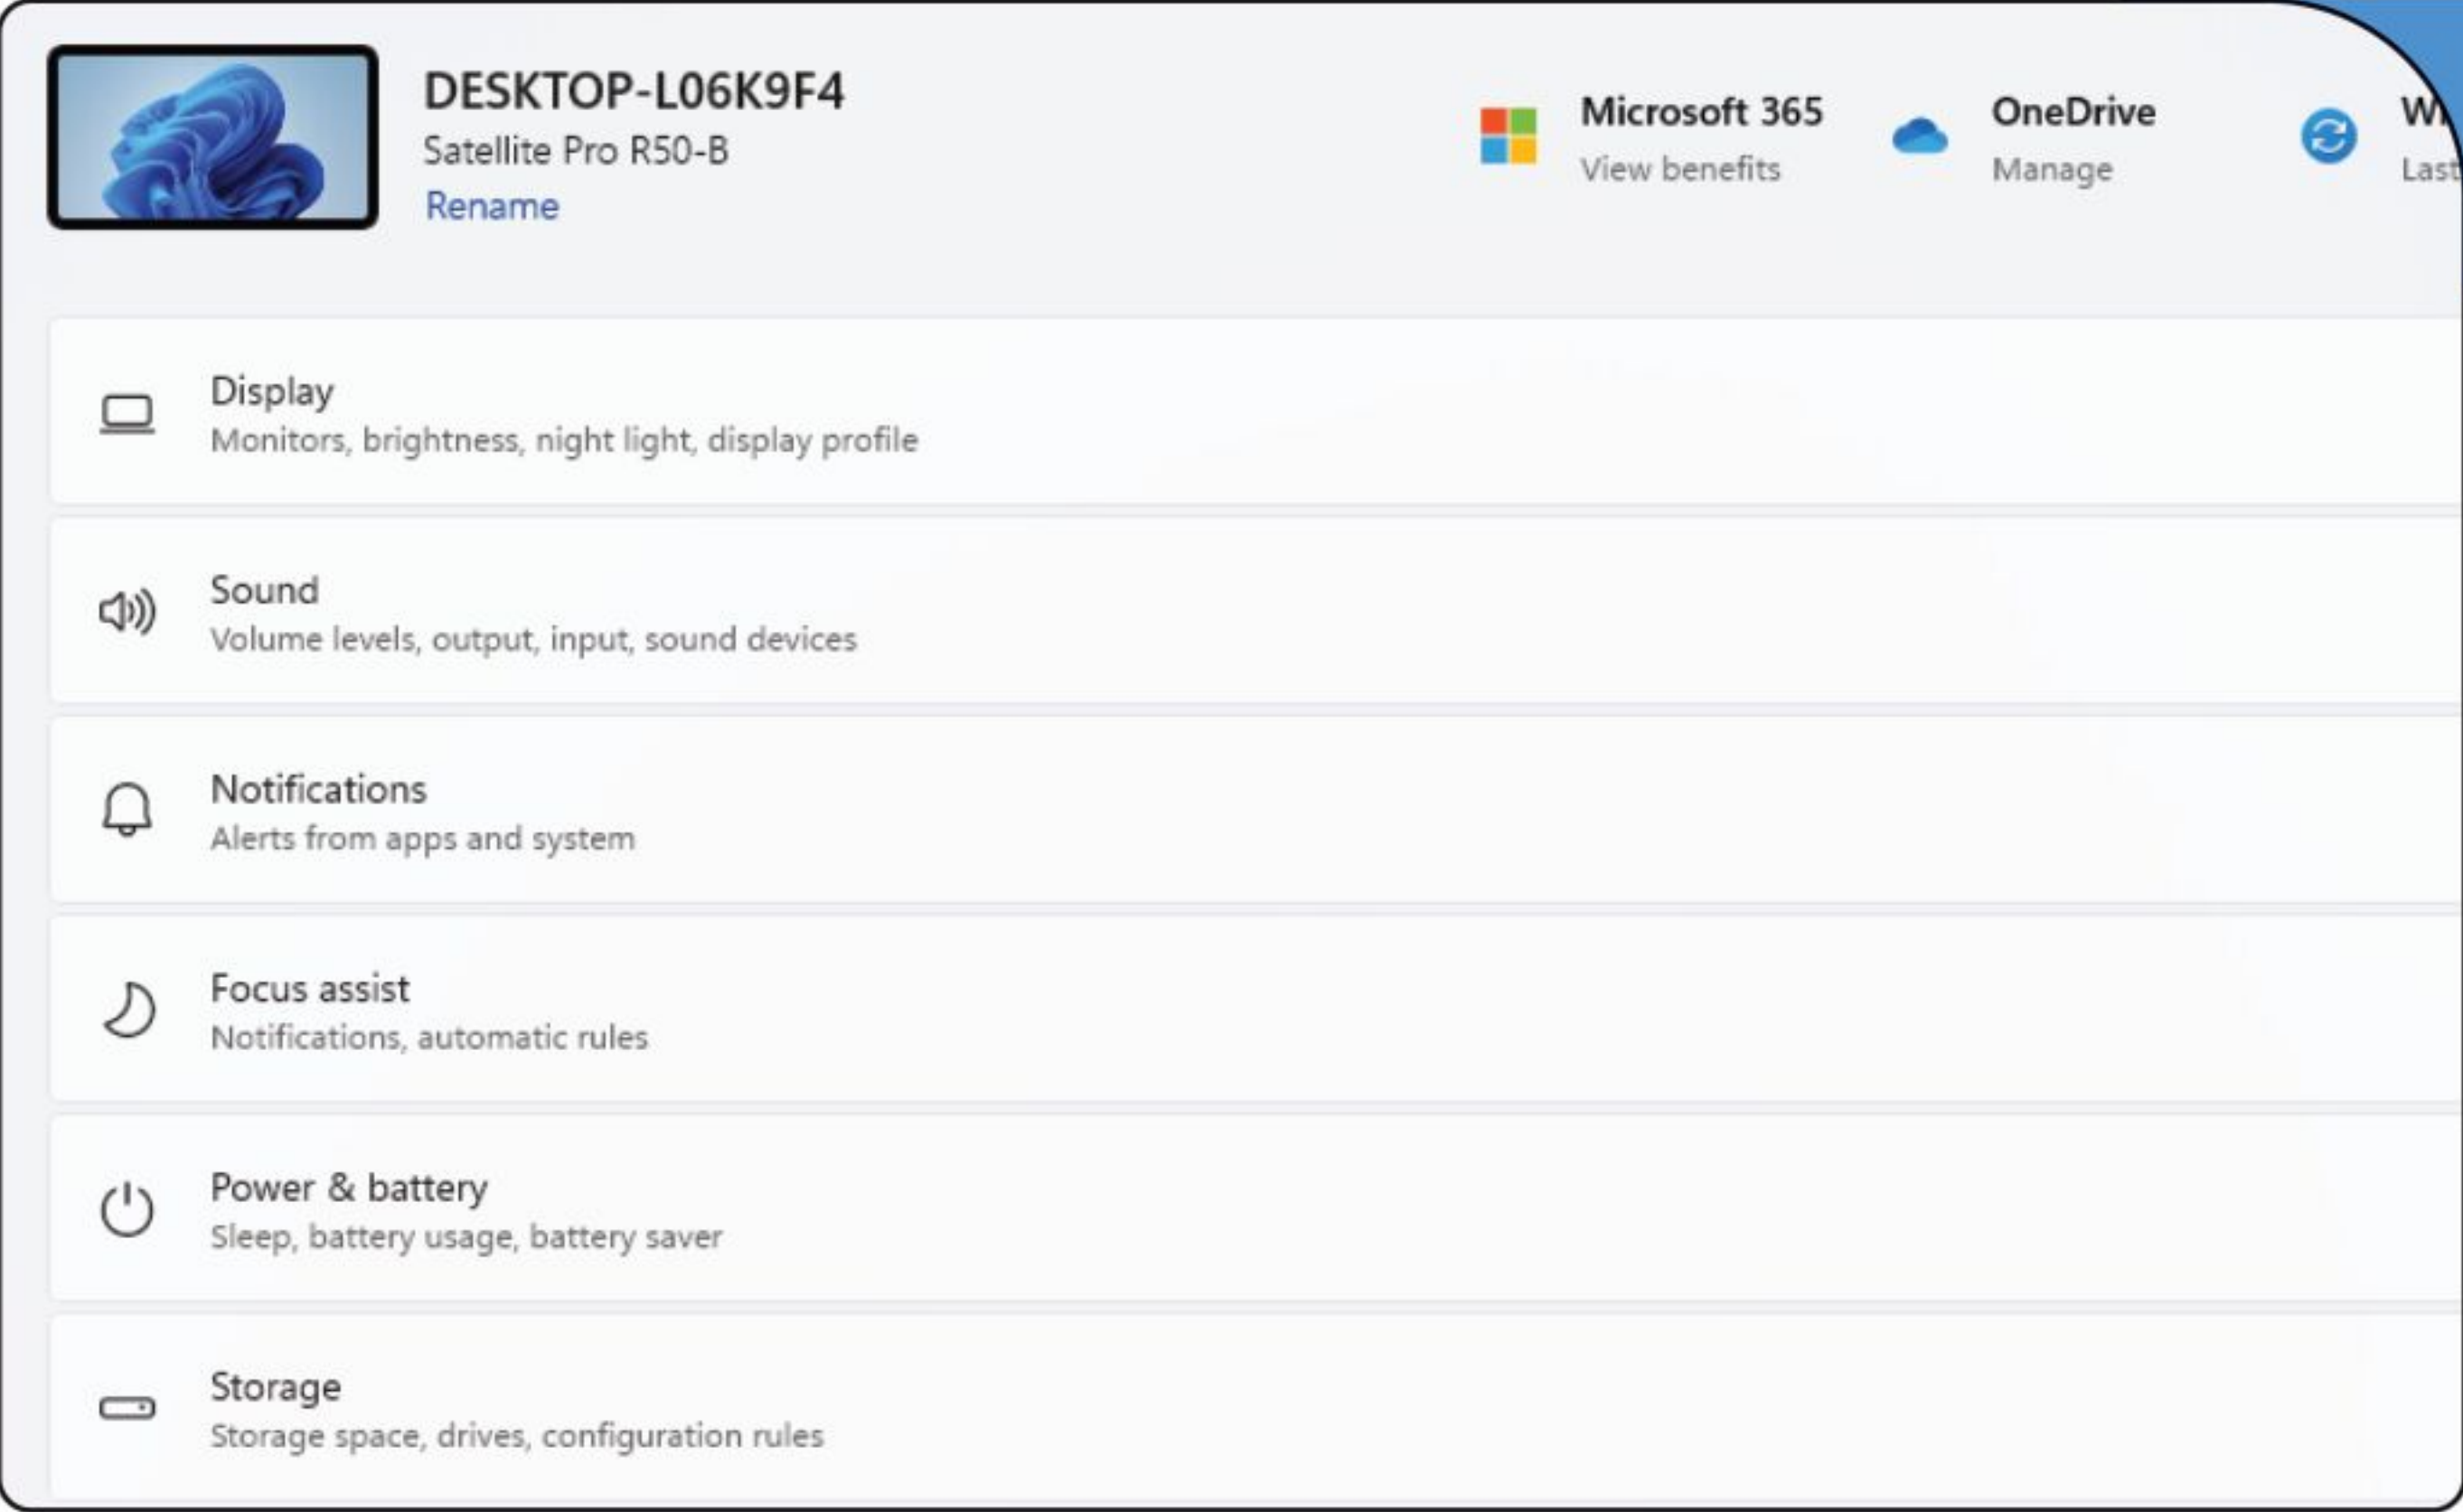 DESKTOP-L06K9F4
Satellite Pro R50-B
Rename
Microsoft 365
View benefits
OneDrive
Manage
Last
Display
Monitors, brightness, night light, display profile
Sound
Volume levels, output, input, sound devices
Notifications
Alerts from apps and system
Focus assist
Notifications, automatic rules
Power & battery
Sleep, battery usage, battery saver
Storage
Storage space, drives, configuration rules